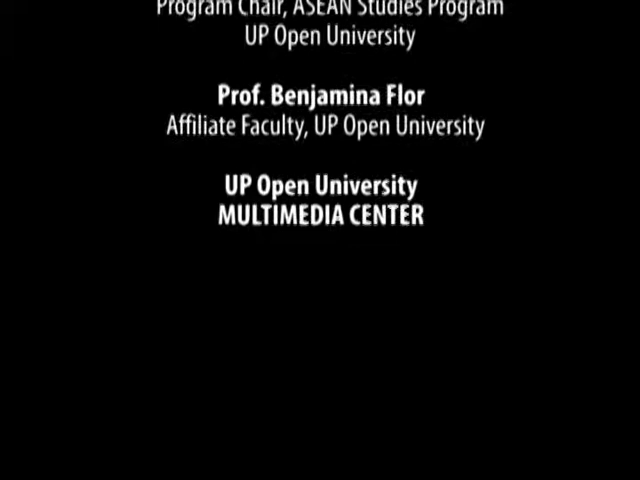 Program Chair, ASEAN Studies Program
UP Open University
Prof. Benjamina Flor
Affiliate Faculty, UP Open University
UP Open University
MULTIMEDIA CENTER